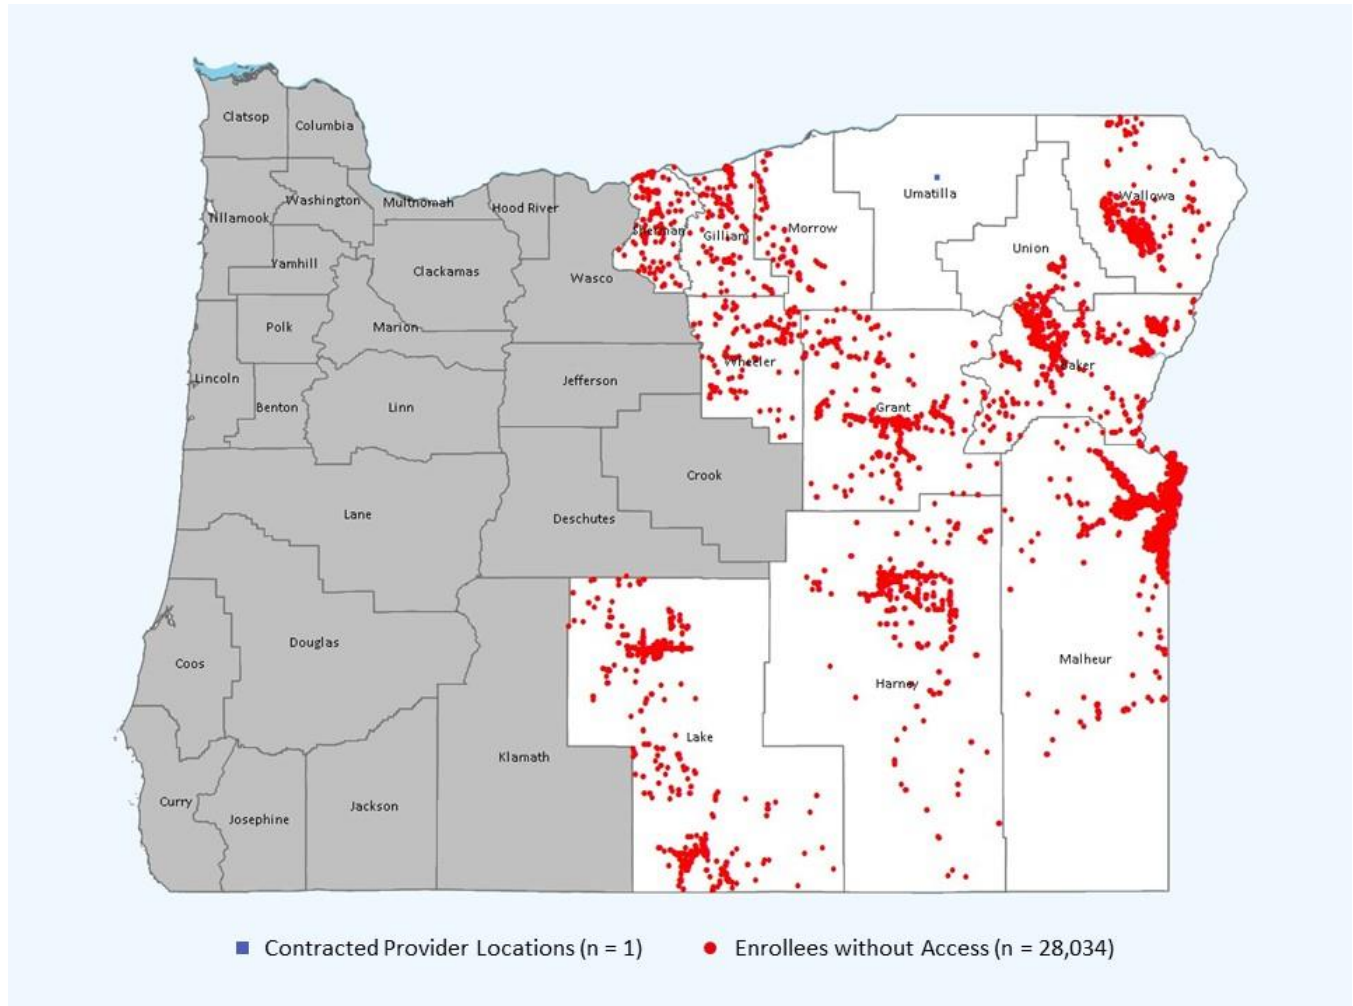 Clatsop
Columbia
Tillamook
Washington
Multnomah
Hood River
Umatilla
Wallowa
Sherman
Gilliam
Morrow
Union
Yamhill
Clackamas
Wasco
Polk
Marion
Lincoln
Benton
Linn
Jefferson
Wheeler
Baker
Grant
Crook
Lane
Deschutes
Douglas
Coos
Harney
Malheur
Lake
Klamath
Curry
Josephine
Jackson
Contracted Provider Locations (n = 1)
Enrollees without Access (n = 28,034)